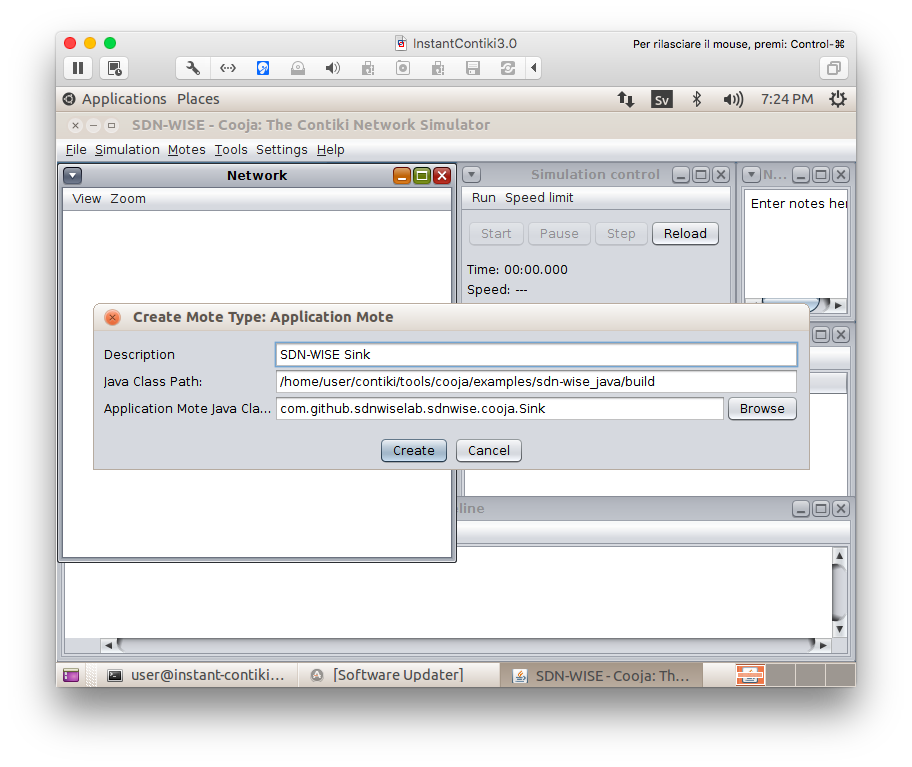 InstantContiki3.0
Per rilasciare il mouse, premi: Control-⌘
Applications Places
Sv
7:24 PM
SDN-WISE - Cooja: The Contiki Network Simulator
File Simulation Motes Tools Settings Help
Network
View Zoom
Simulation control
Run Speed limit
Start Pause Step Reload
Time: 00:00.000
Speed: ---
N...
Enter notes her
Create Mote Type: Application Mote
Description
SDN-WISE Sink
Java Class Path:
/home/user/contiki/tools/cooja/examples/sdn-wise_java/build
Application Mote Java Cla...
com.github.sdnwiselab.sdnwise.cooja.Sink
Browse
Create Cancel
line
user@instant-contiki...
[Software Updater]
SDN-WISE - Cooja: Th...